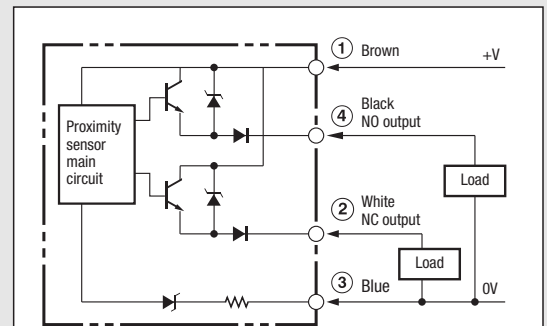 ① Brown
+V
④ Black
NO output
Proximity
sensor
main
circuit
Load
② White
NC output
Load
③ Blue
0V